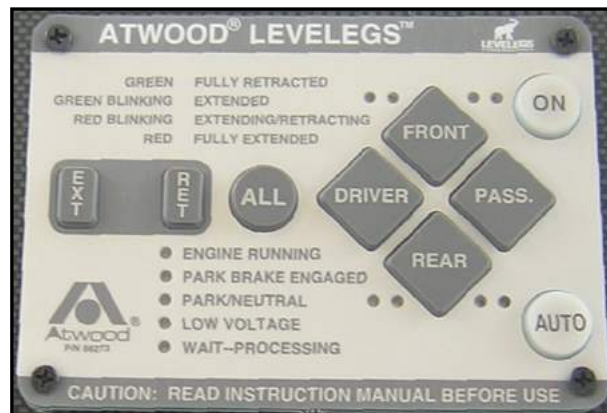 ATWOOD® LEVELEGS™
LEVELEGS
GREEN FULLY RETRACTED
GREEN BLINKING EXTENDED
RED BLINKING EXTENDING/RETRACTING
RED FULLY EXTENDED
ON
FRONT
EXT
RET
ALL
DRIVER
PASS.
REAR
ENGINE RUNNING
PARK BRAKE ENGAGED
PARK/NEUTRAL
LOW VOLTAGE
WAIT--PROCESSING
Atwood®
P/N 66273
AUTO
CAUTION: READ INSTRUCTION MANUAL BEFORE USE